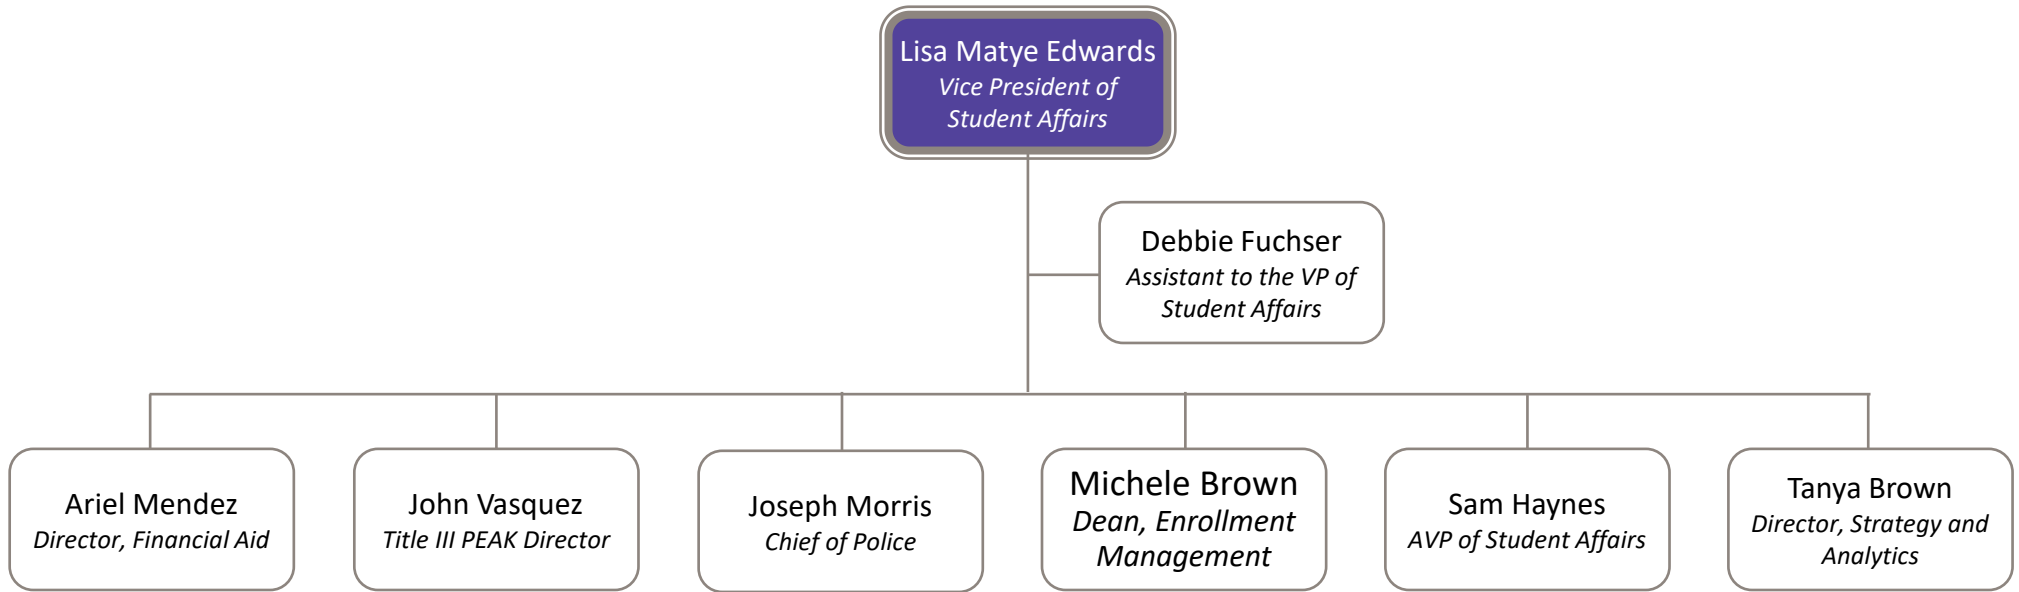 Lisa Matye Edwards
Vice President of
Student Affairs
Debbie Fuchser
Assistant to the VP of
Student Affairs
Ariel Mendez
Director, Financial Aid
John Vasquez
Title III PEAK Director
Joseph Morris
Chief of Police
Michele Brown
Dean, Enrollment
Management
Sam Haynes
AVP of Student Affairs
Tanya Brown
Director, Strategy and
Analytics